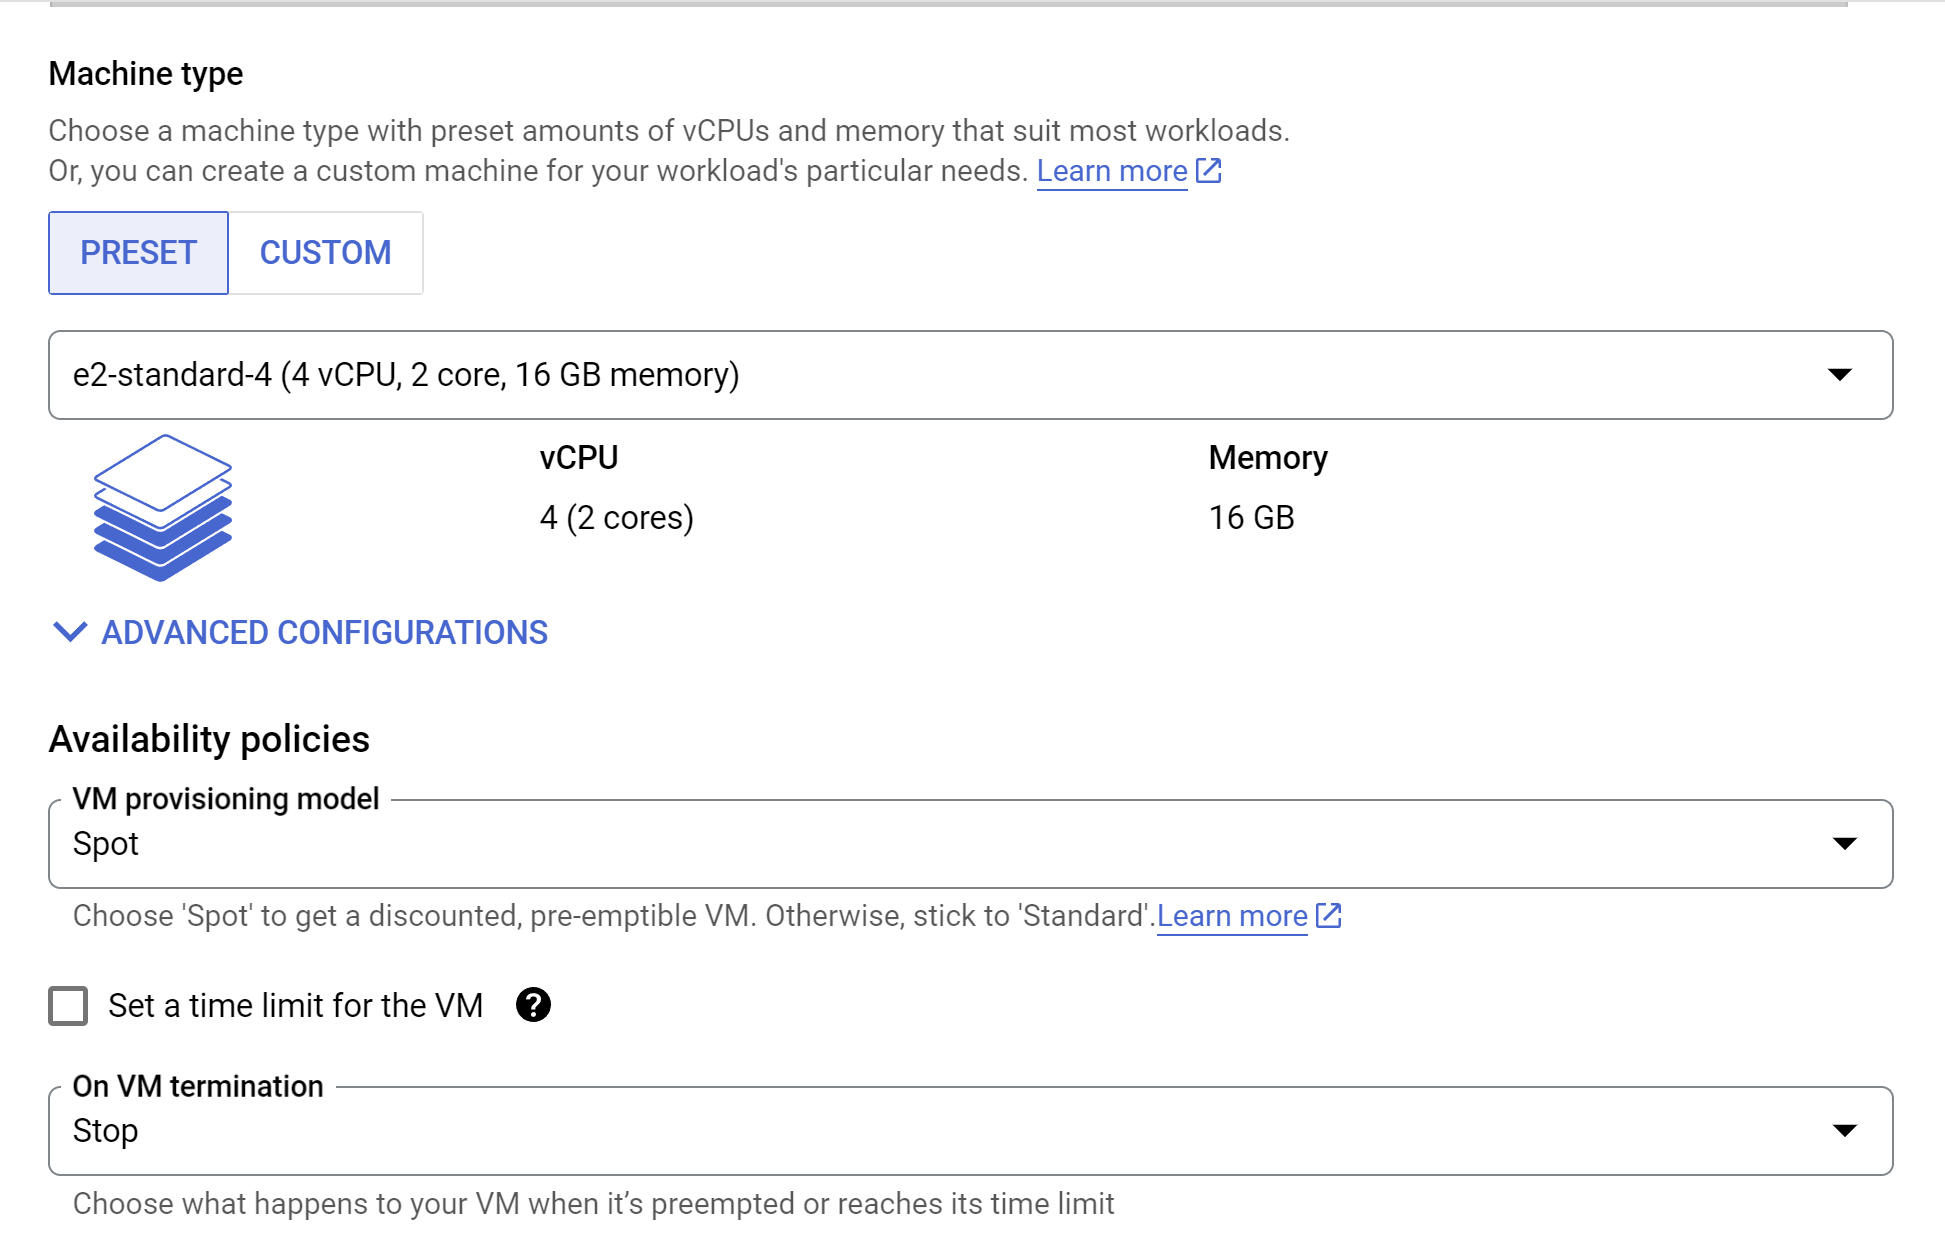 Machine type
Choose a machine type with preset amounts of vCPUs and memory that suit most workloads.
Or, you can create a custom machine for your workload's particular needs. Learn more
PRESET
CUSTOM
e2-standard-4 (4 vCPU, 2 core, 16 GB memory)
vCPU
4 (2 cores)
Memory
16 GB
ADVANCED CONFIGURATIONS
Availability policies
VM provisioning model
Spot
Choose 'Spot' to get a discounted, pre-emptible VM. Otherwise, stick to 'Standard'.Learn more
Set a time limit for the VM
On VM termination
Stop
Choose what happens to your VM when it’s preempted or reaches its time limit